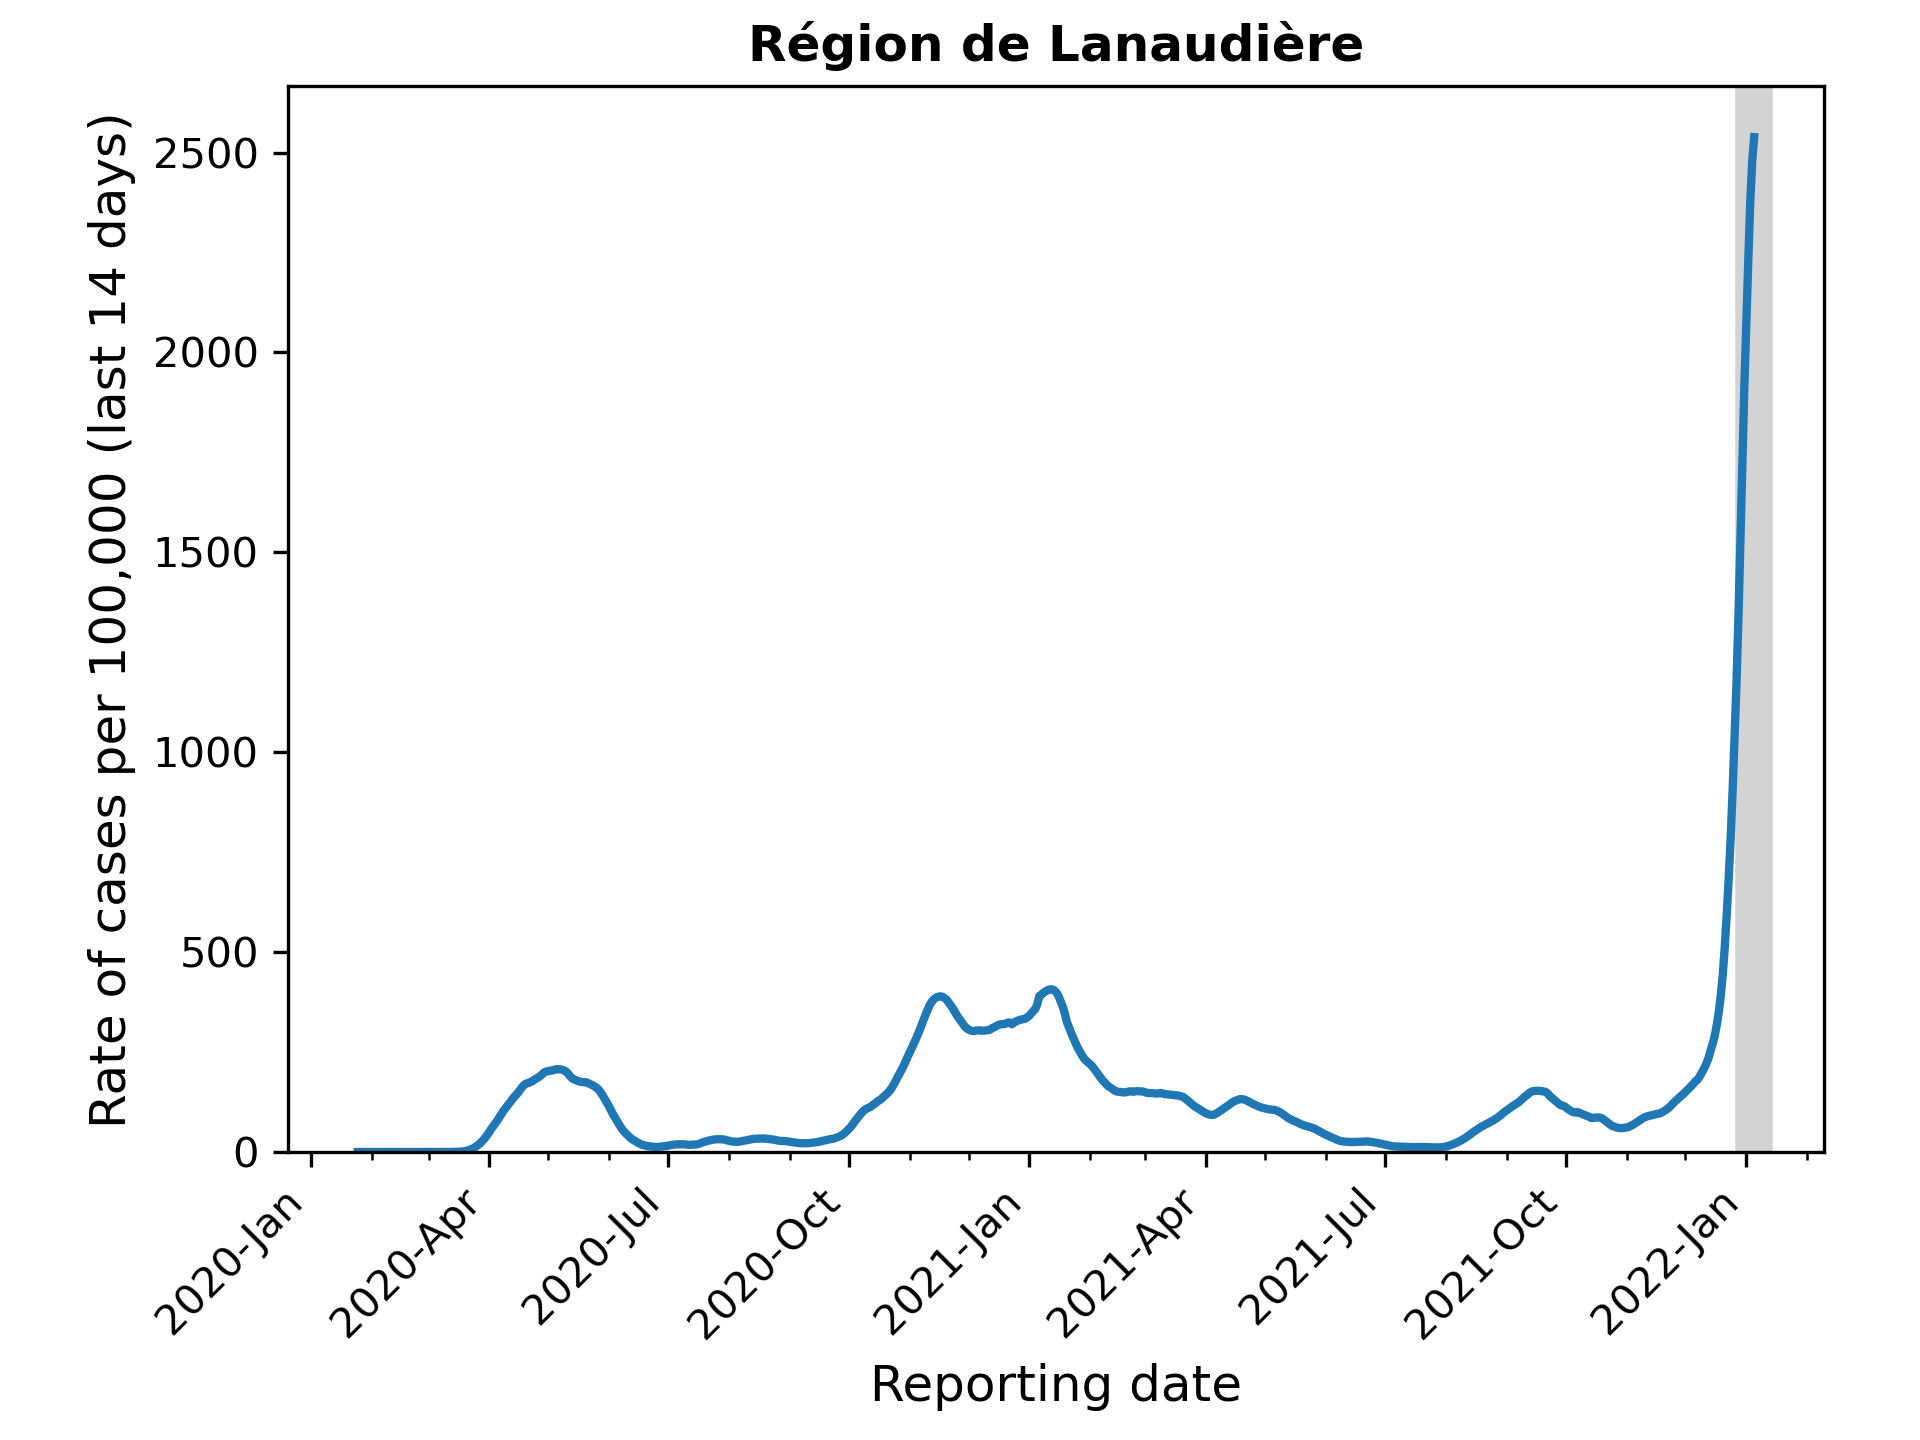 Région de Lanaudière
Rate of cases per 100,000 (last 14 days)
2500
2000
1500
1000
500
0
2020-Jan
2020-Apr
2020-Jul
2020-Oct
2021-Jan
2021-Apr
2021-Jul
2021-Oct
2022-Jan
Reporting date